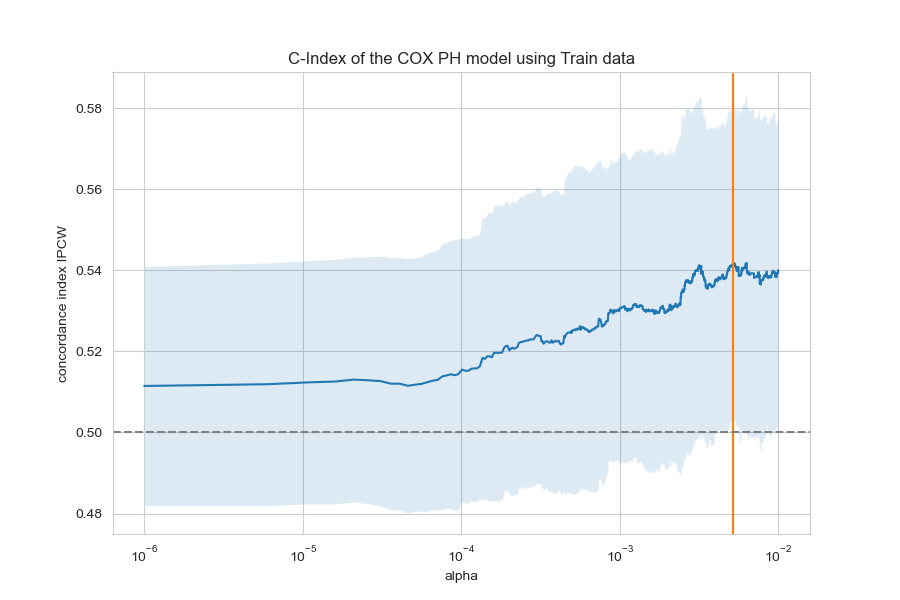 C-Index of the COX PH model using Train data
concordance index IPCW
0.58
0.56
0.54
0.52
0.50
0.48
10⁻⁶ 10⁻⁵ 10⁻⁴ 10⁻³ 10⁻²
alpha